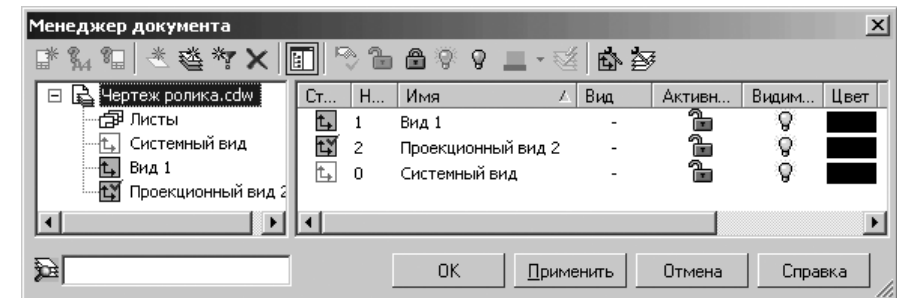 Менеджер документа
Чертеж ролика.cdw
Листы
Системный вид
Вид 1
Проекционный вид 2
Ст... Н... Имя Вид Активн... Видим... Цвет
1 Вид 1 -
2 Проекционный вид 2 -
0 Системный вид -
OK Применить Отмена Справка